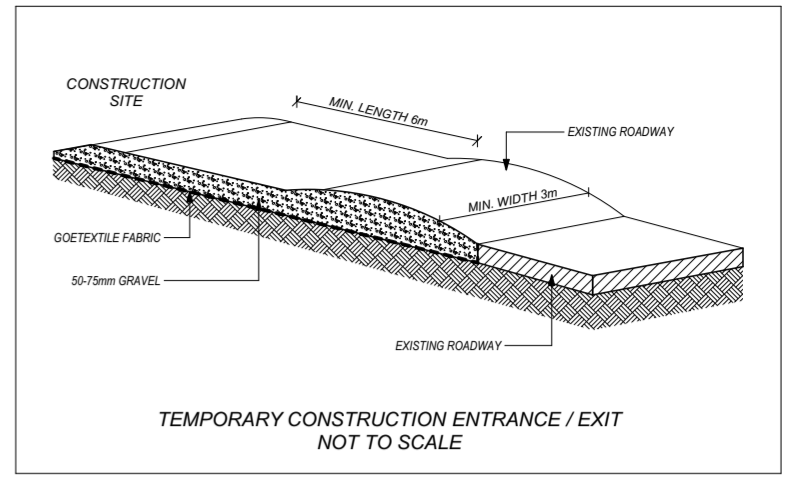 CONSTRUCTION
SITE
MIN. LENGTH 6m
EXISTING ROADWAY
MIN. WIDTH 3m
GOETEXTILE FABRIC
50-75mm GRAVEL
EXISTING ROADWAY
TEMPORARY CONSTRUCTION ENTRANCE / EXIT
NOT TO SCALE